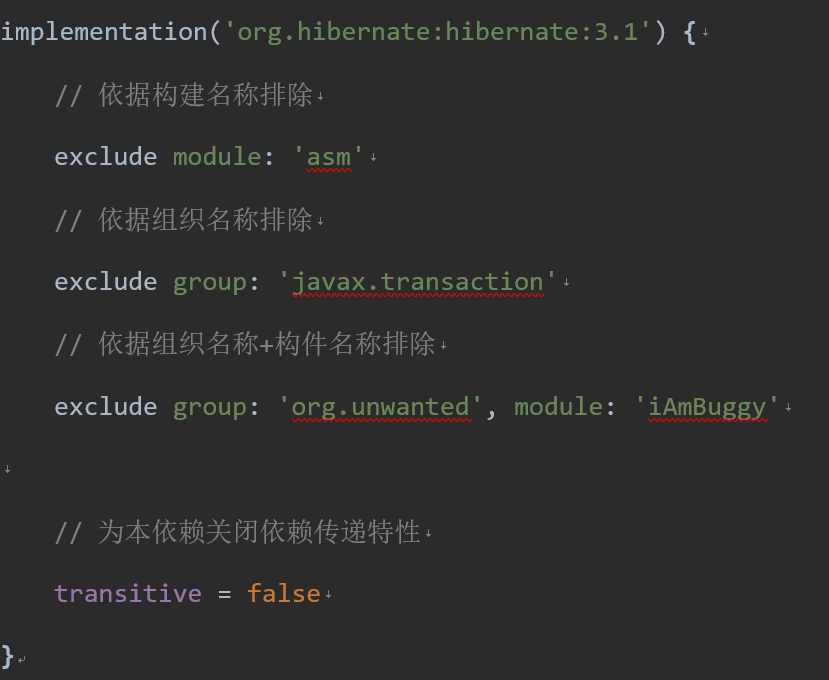 implementation('org.hibernate:hibernate:3.1') {
    // 依据构建名称排除
    exclude module: 'asm'
    // 依据组织名称排除
    exclude group: 'javax.transaction'
    // 依据组织名称+构件名称排除
    exclude group: 'org.unwanted', module: 'iAmBuggy'

    // 为本依赖关闭依赖传递特性
    transitive = false
}